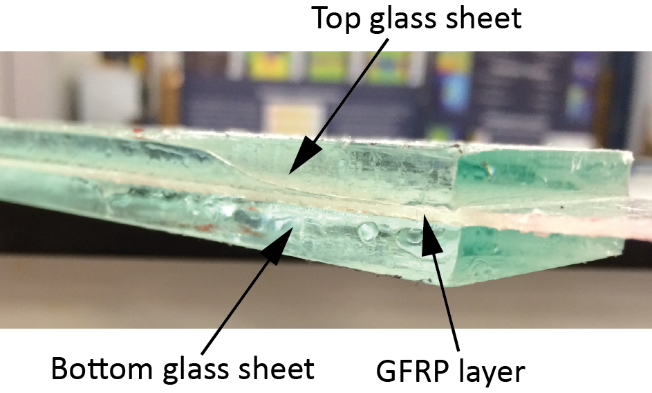 Top glass sheet
Bottom glass sheet
GFRP layer